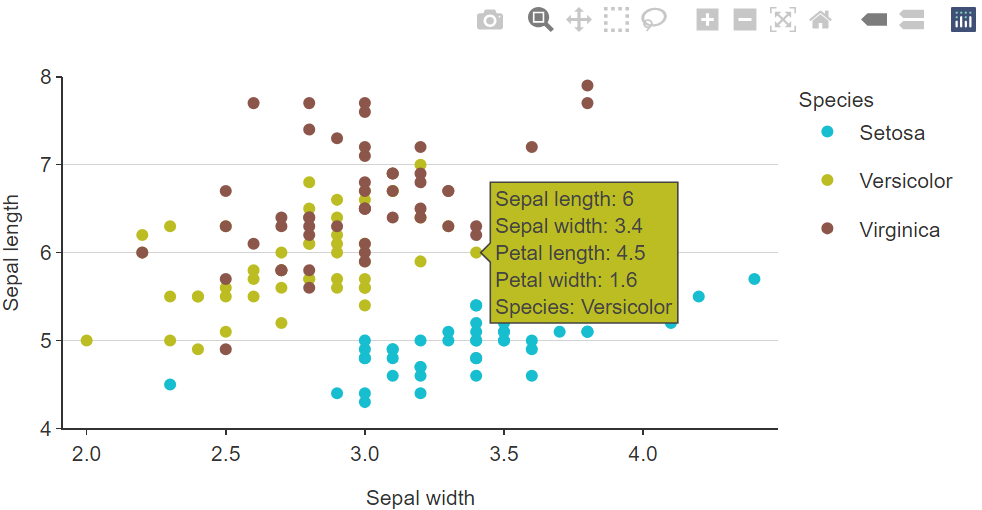 8
7
6
5
4
Sepal length
2.0 2.5 3.0 3.5 4.0
Sepal width
Sepal length: 6
Sepal width: 3.4
Petal length: 4.5
Petal width: 1.6
Species: Versicolor
Species
Setosa
Versicolor
Virginica